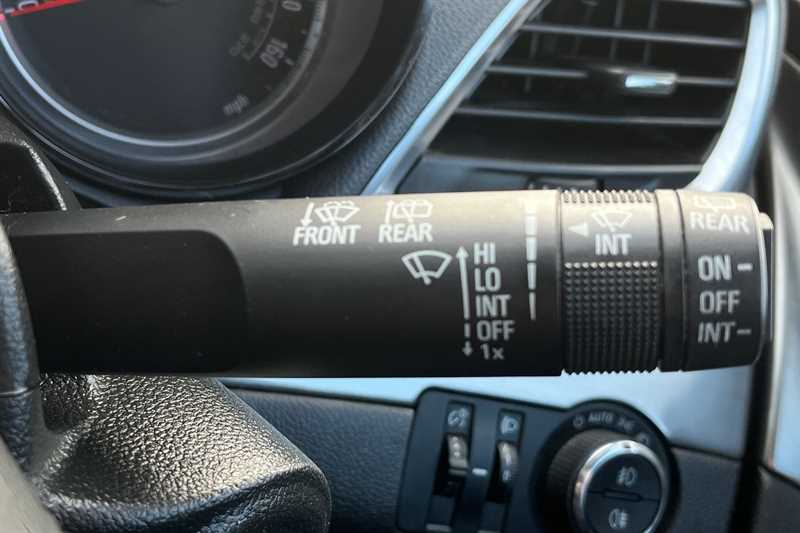 160
mph
FRONT
REAR
HI
LO
INT
OFF
1x
INT
REAR
ON
OFF
INT
AUTO